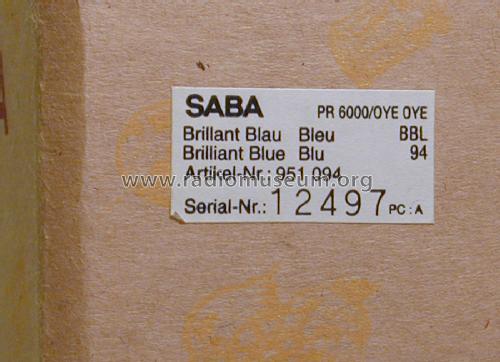 SABA PR 6000/OYE OYE
Brillant Blau Bleu BBL
Brilliant Blue Blu 94
Artikel-Nr.: 951 094
www.radiomuseum.org
Serial-Nr.: 12497 PC: A